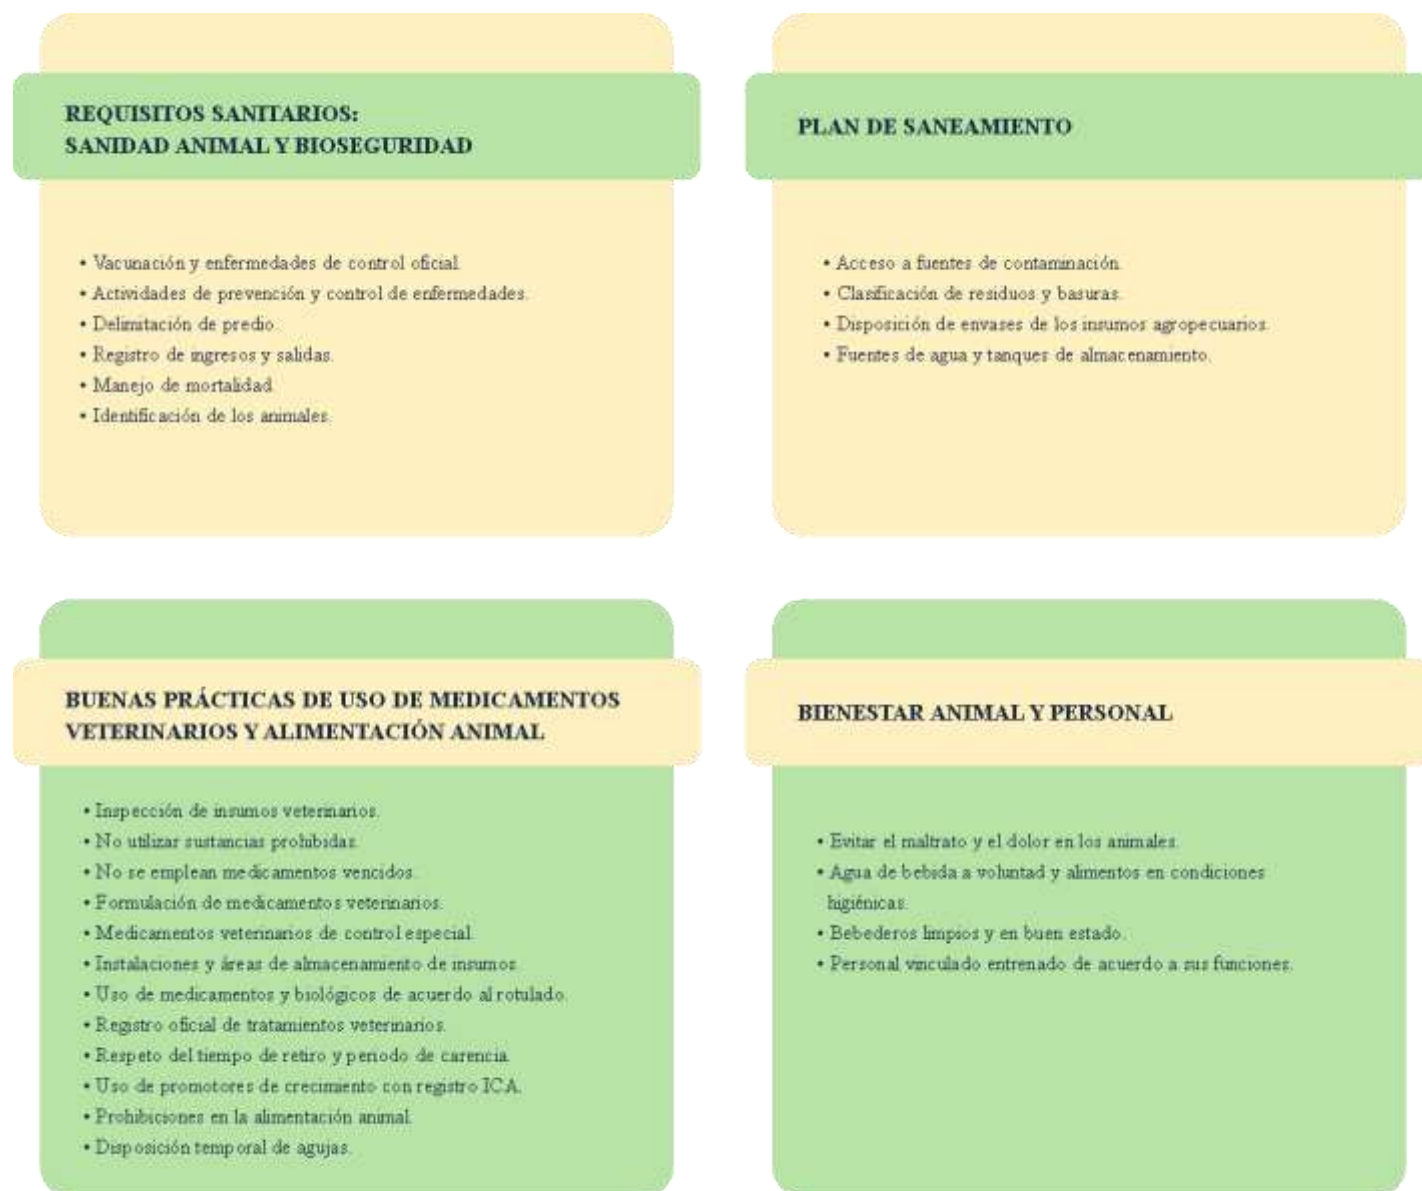 REQUISITOS SANITARIOS:
SANIDAD ANIMAL Y BIOSEGURIDAD
• Vacunación y enfermedades de control oficial.
• Actividades de prevención y control de enfermedades.
• Delimitación de predio.
• Registro de ingresos y salidas.
• Manejo de mortalidad.
• Identificación de los animales.
PLAN DE SANEAMIENTO
• Acceso a fuentes de contaminación.
• Clasificación de residuos y basuras.
• Disposición de envases de los insumos agropecuarios.
• Fuentes de agua y tanques de almacenamiento.
BUENAS PRÁCTICAS DE USO DE MEDICAMENTOS
VETERINARIOS Y ALIMENTACIÓN ANIMAL
• Inspección de insumos veterinarios.
• No utilizar sustancias prohibidas.
• No se emplean medicamentos vencidos.
• Formulación de medicamentos veterinarios.
• Medicamentos veterinarios de control especial.
• Instalaciones y áreas de almacenamiento de insumos.
• Uso de medicamentos y biológicos de acuerdo al rotulado.
• Registro oficial de tratamientos veterinarios.
• Respeto del tiempo de retiro y periodo de carencia.
• Uso de promotores de crecimiento con registro ICA.
• Prohibiciones en la alimentación animal.
• Disposición temporal de agujas.
BIENESTAR ANIMAL Y PERSONAL
• Evitar el maltrato y el dolor en los animales.
• Agua de bebida a voluntad y alimentos en condiciones
higiénicas.
• Bebederos limpios y en buen estado.
• Personal vinculado entrenado de acuerdo a sus funciones.